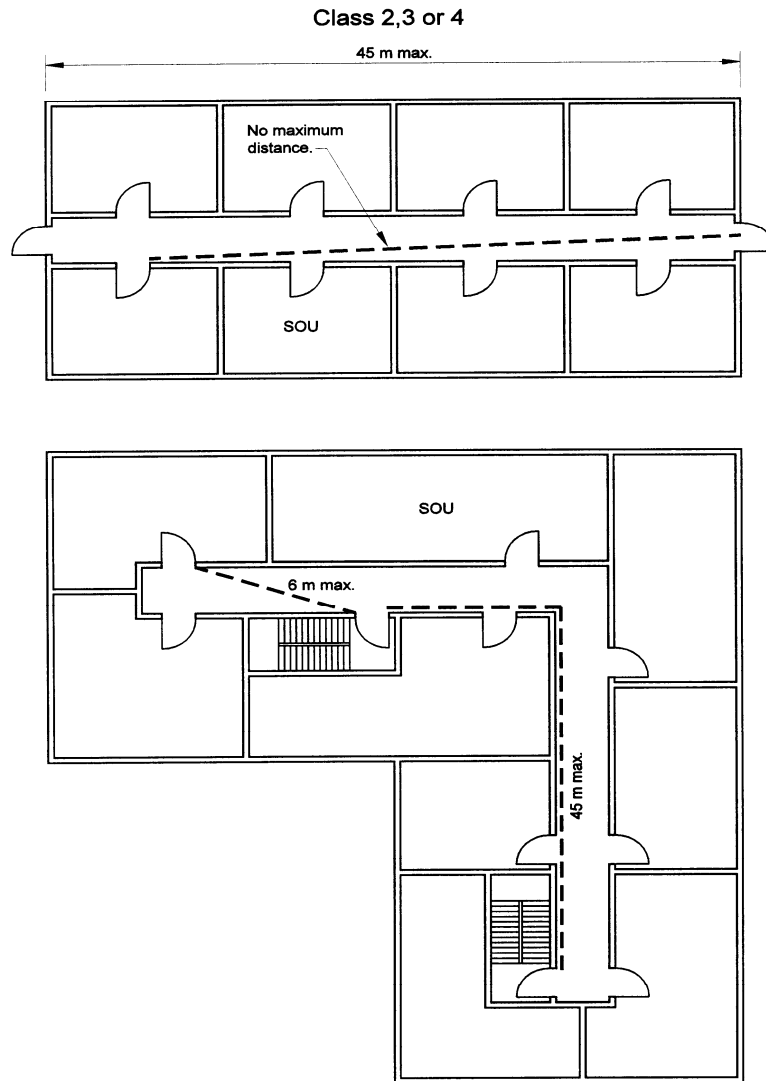 Class 2,3 or 4
45 m max.
No maximum
distance.
SOU
SOU
6 m max.
45 m max.